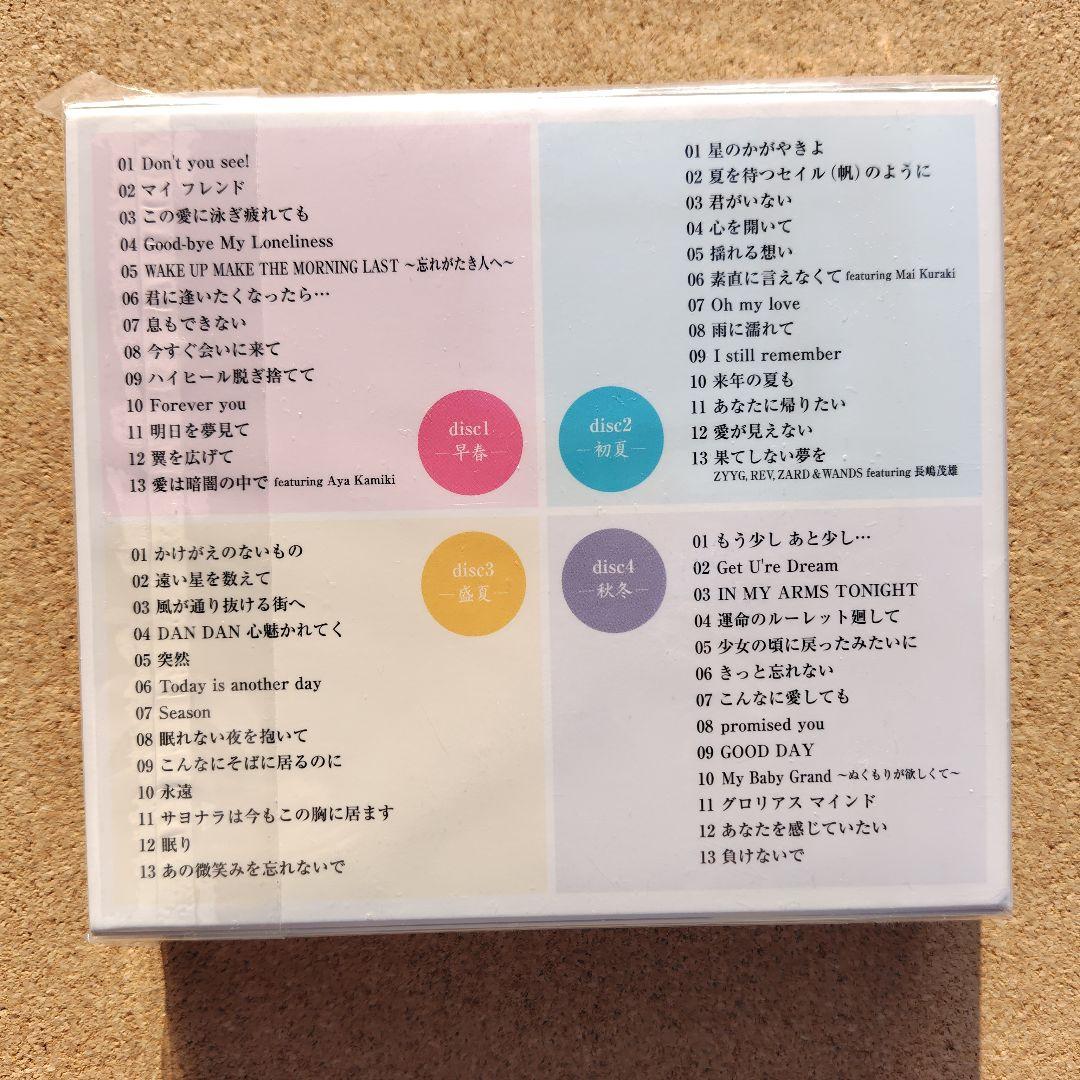 01 Don't you see!
02 マイ フレンド
03 この愛に泳ぎ疲れても
04 Good-bye My Loneliness
05 WAKE UP MAKE THE MORNING LAST ～忘れがたき人へ～
06 君に逢いたくなったら…
07 息もできない
08 今すぐ会いに来て
09 ハイヒール脱ぎ捨てて
10 Forever you
11 明日を夢見て
12 翼を広げて
13 愛は暗闇の中で featuring Aya Kamiki
disc1
早春
01 星のかがやきよ
02 夏を待つセイル（帆）のように
03 君がいない
04 心を開いて
05 揺れる想い
06 素直に言えなくて featuring Mai Kuraki
07 Oh my love
08 雨に濡れて
09 I still remember
10 来年の夏も
11 あなたに帰りたい
12 愛が見えない
13 果てしない夢を
ZYYG, REV, ZARD & WANDS featuring 長嶋茂雄
disc2
初夏
01 かけがえのないもの
02 遠い星を数えて
03 風が通り抜ける街へ
04 DAN DAN 心魅かれてく
05 突然
06 Today is another day
07 Season
08 眠れない夜を抱いて
09 こんなにそばに居るのに
10 永遠
11 サヨナラは今もこの胸に居ます
12 眠り
13 あの微笑みを忘れないで
disc3
盛夏
01 もう少し あと少し…
02 Get U're Dream
03 IN MY ARMS TONIGHT
04 運命のルーレット廻して
05 少女の頃に戻ったみたいに
06 きっと忘れない
07 こんなに愛しても
08 promised you
09 GOOD DAY
10 My Baby Grand ～ぬくもりが欲しくて～
11 グロリアス マインド
12 あなたを感じていたい
13 負けないで
disc4
秋冬